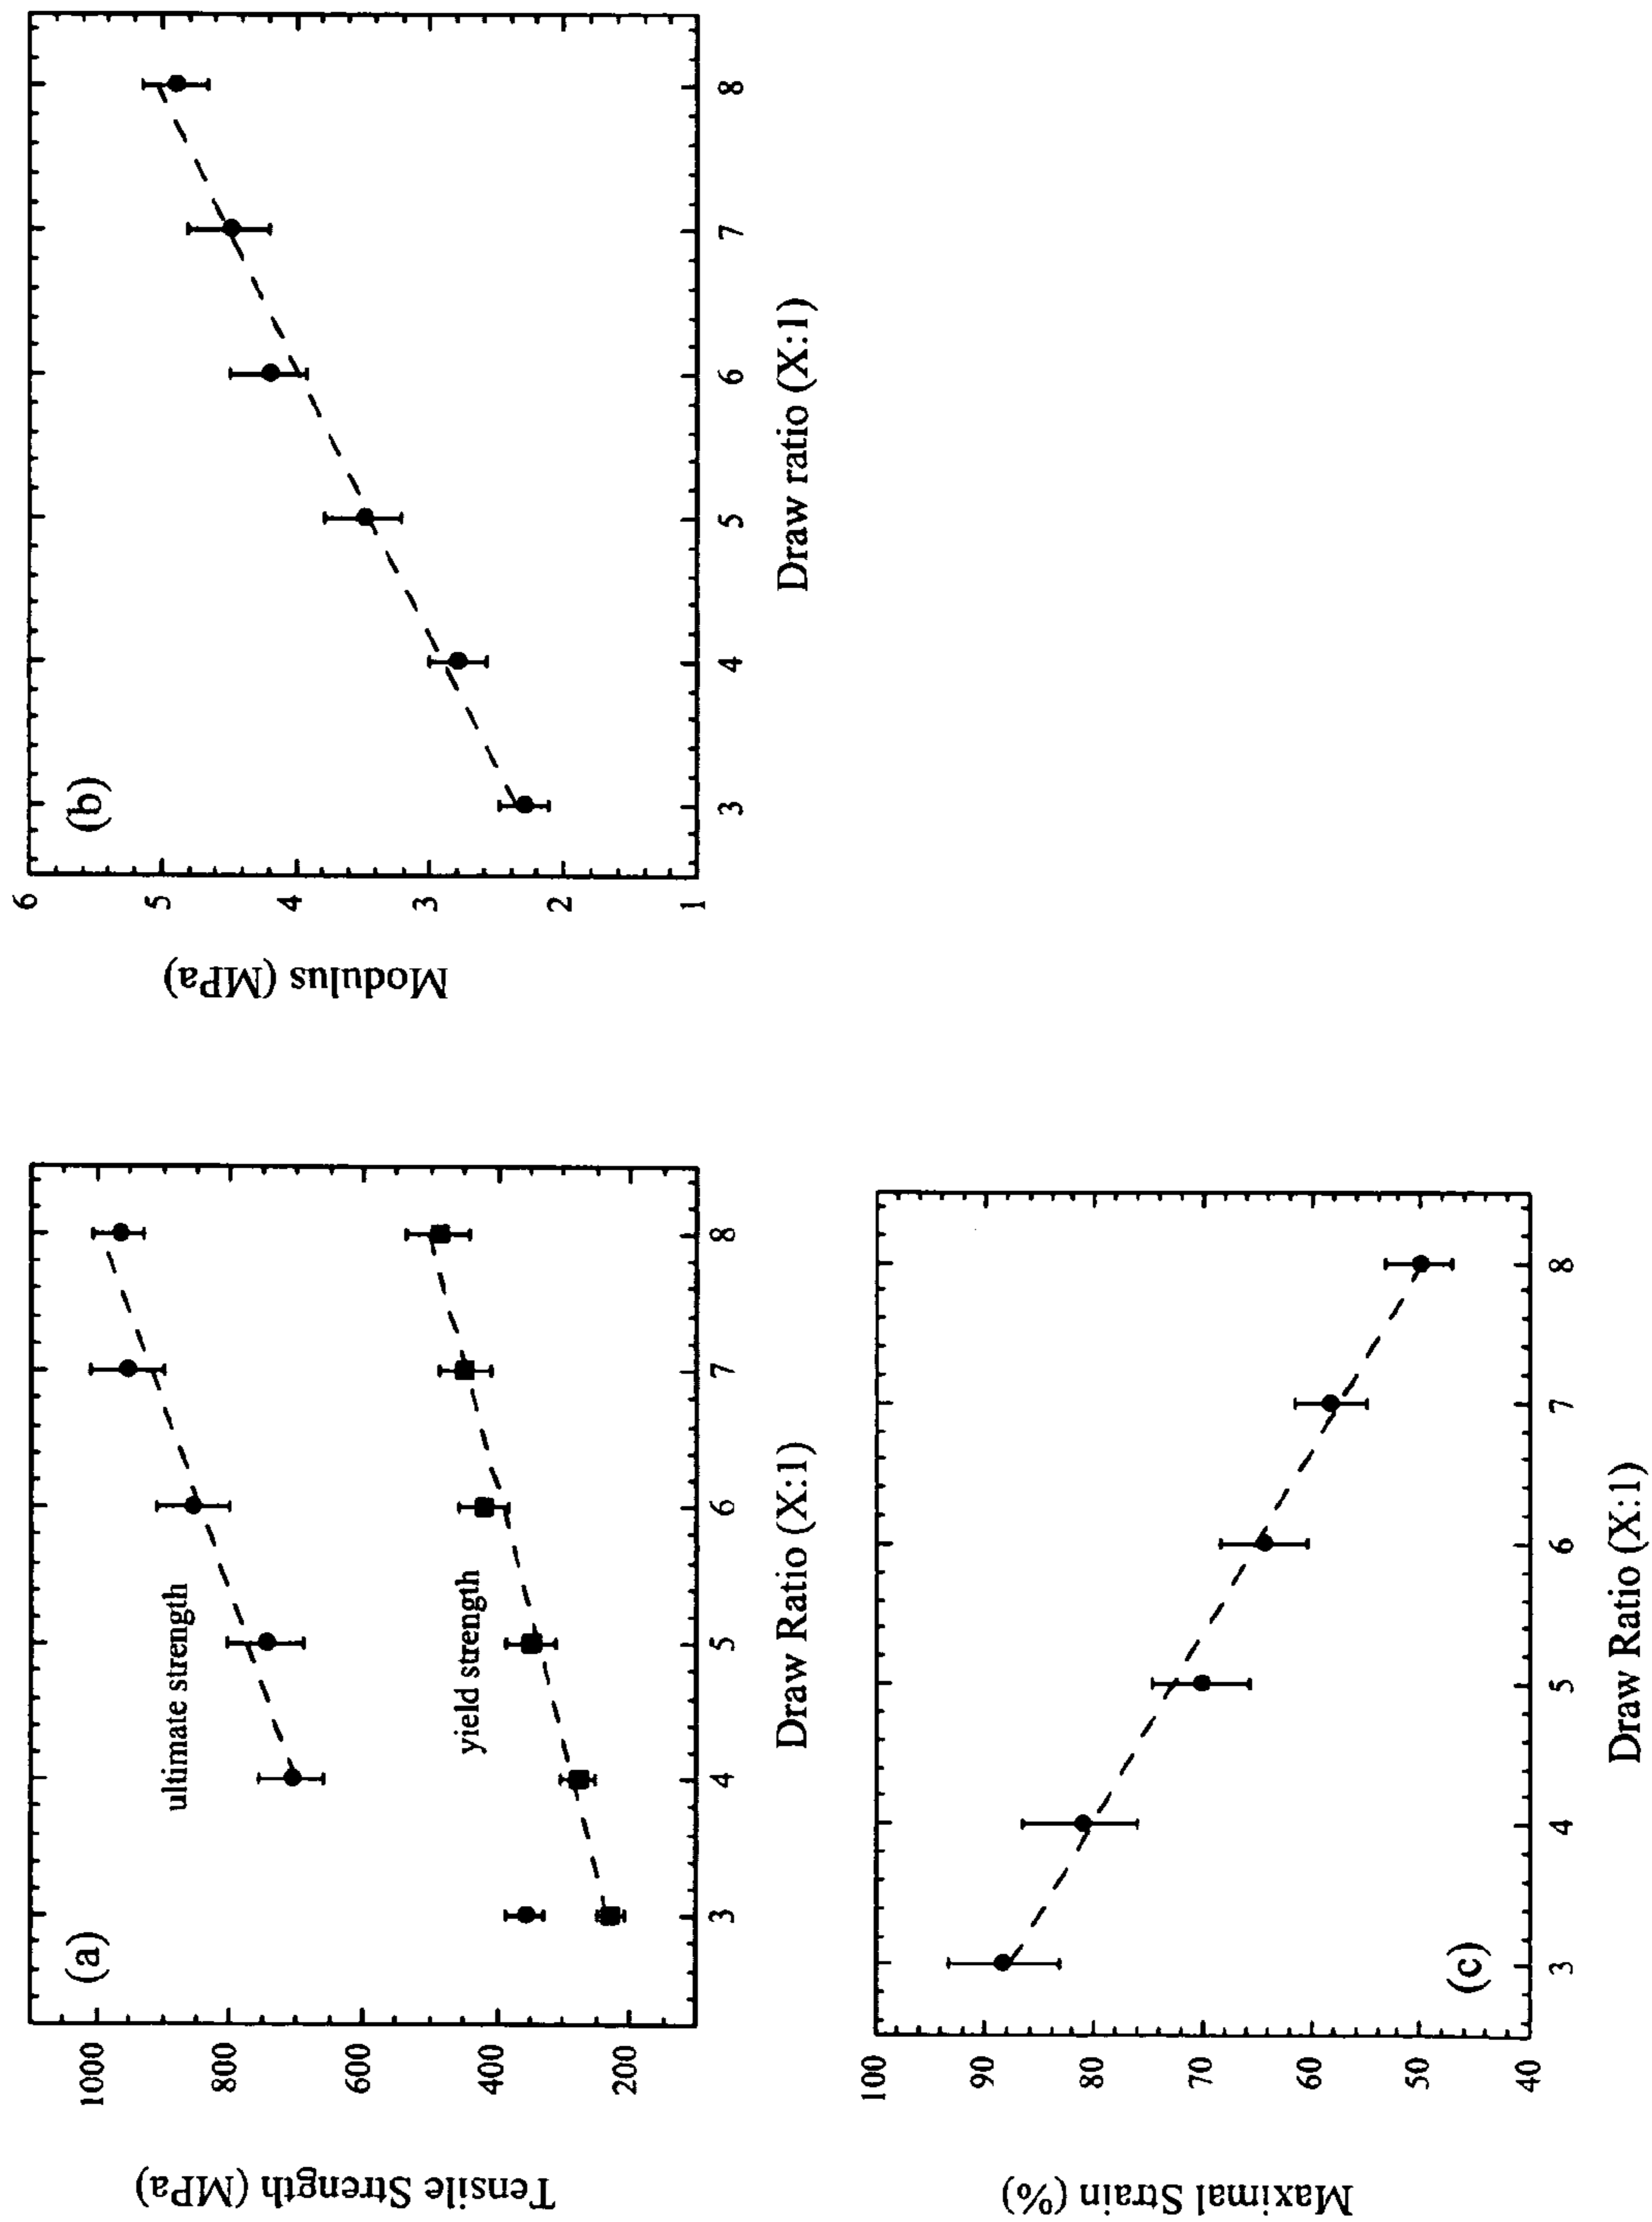 (a)
Tensile Strength (MPa)
1000
800
600
400
200
ultimate strength
yield strength
3 4 5 6 7 8
Draw Ratio (X:1)
(b)
Modulus (MPa)
6
5
4
3
2
1
3 4 5 6 7 8
Draw ratio (X:1)
(c)
Maximal Strain (%)
100
90
80
70
60
50
40
3 4 5 6 7 8
Draw Ratio (X:1)